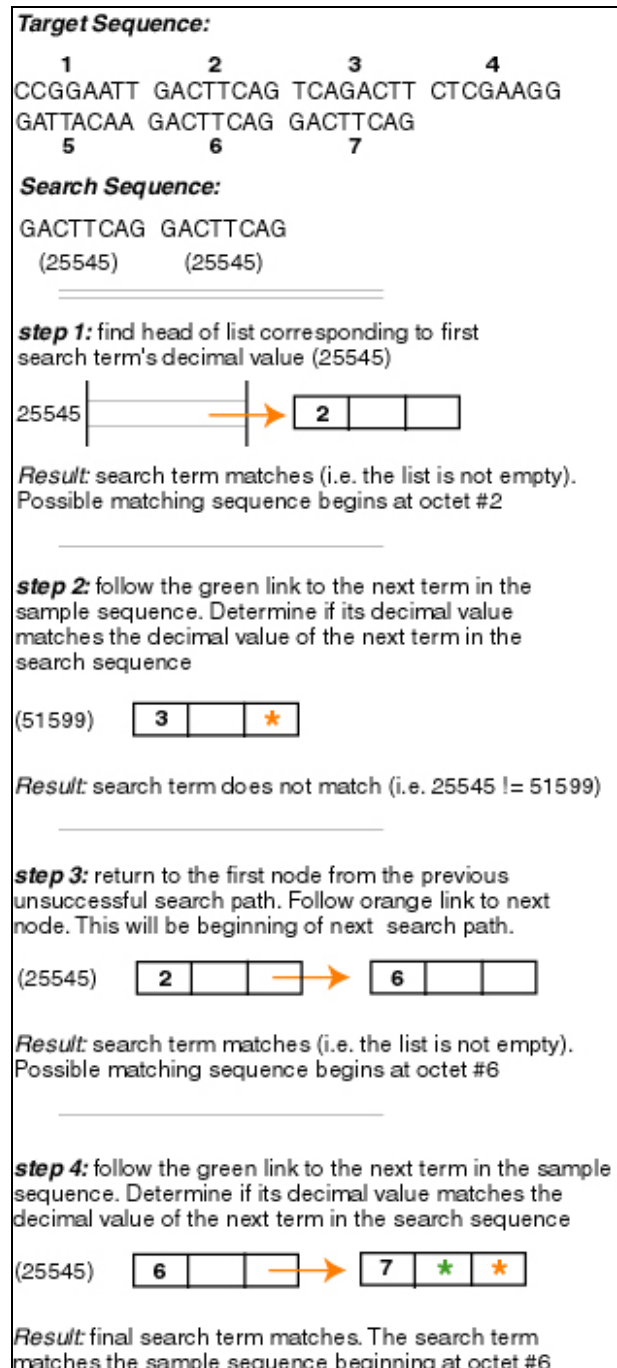 Target Sequence:
1 2 3 4
CCGGAATT GACTTCAG TCAGACTT CTCGAAGG
GATTACAA GACTTCAG GACTTCAG
5 6 7
Search Sequence:
GACTTCAG GACTTCAG
(25545) (25545)
step 1: find head of list corresponding to first
search term's decimal value (25545)
25545 2
Result: search term matches (i.e. the list is not empty).
Possible matching sequence begins at octet #2
step 2: follow the green link to the next term in the
sample sequence. Determine if its decimal value
matches the decimal value of the next term in the
search sequence
(51599) 3 *
Result: search term does not match (i.e. 25545 != 51599)
step 3: return to the first node from the previous
unsuccessful search path. Follow orange link to next
node. This will be beginning of next search path.
(25545) 2 6
Result: search term matches (i.e. the list is not empty).
Possible matching sequence begins at octet #6
step 4: follow the green link to the next term in the sample
sequence. Determine if its decimal value matches the
decimal value of the next term in the search sequence
(25545) 6 7 * *
Result: final search term matches. The search term
matches the sample sequence beginning at octet #6